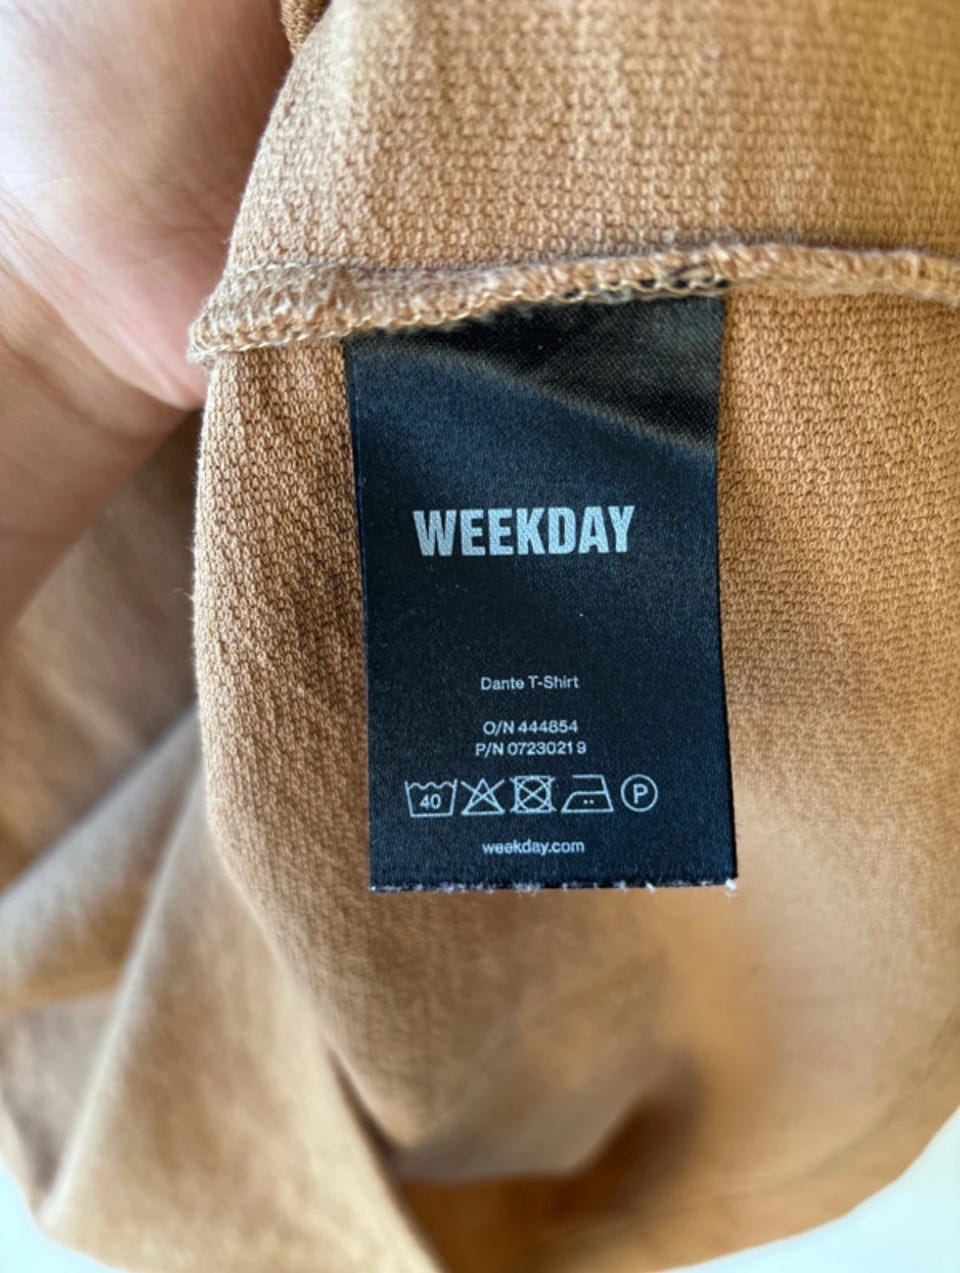 WEEKDAY
Dante T-Shirt
O/N 444854
P/N 07230219
40
P
weekday.com